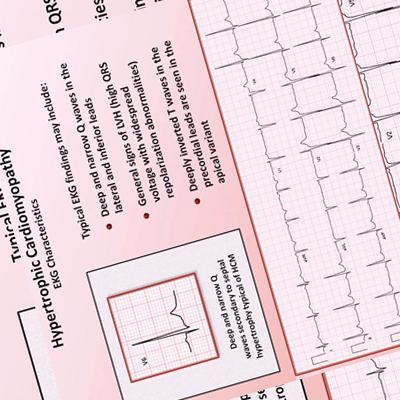 Hypertrophic Cardiomyopathy
EKG Characteristics
Typical EKG findings may include:
Deep and narrow Q waves in the
lateral and inferior leads
General signs of LVH (high QRS
voltage with widespread
repolarization abnormalities)
Deeply inverted T waves in the
precordial leads are seen in the
apical variant
V6
Deep and narrow Q
waves secondary to septal
hypertrophy typical of HCM
QRS